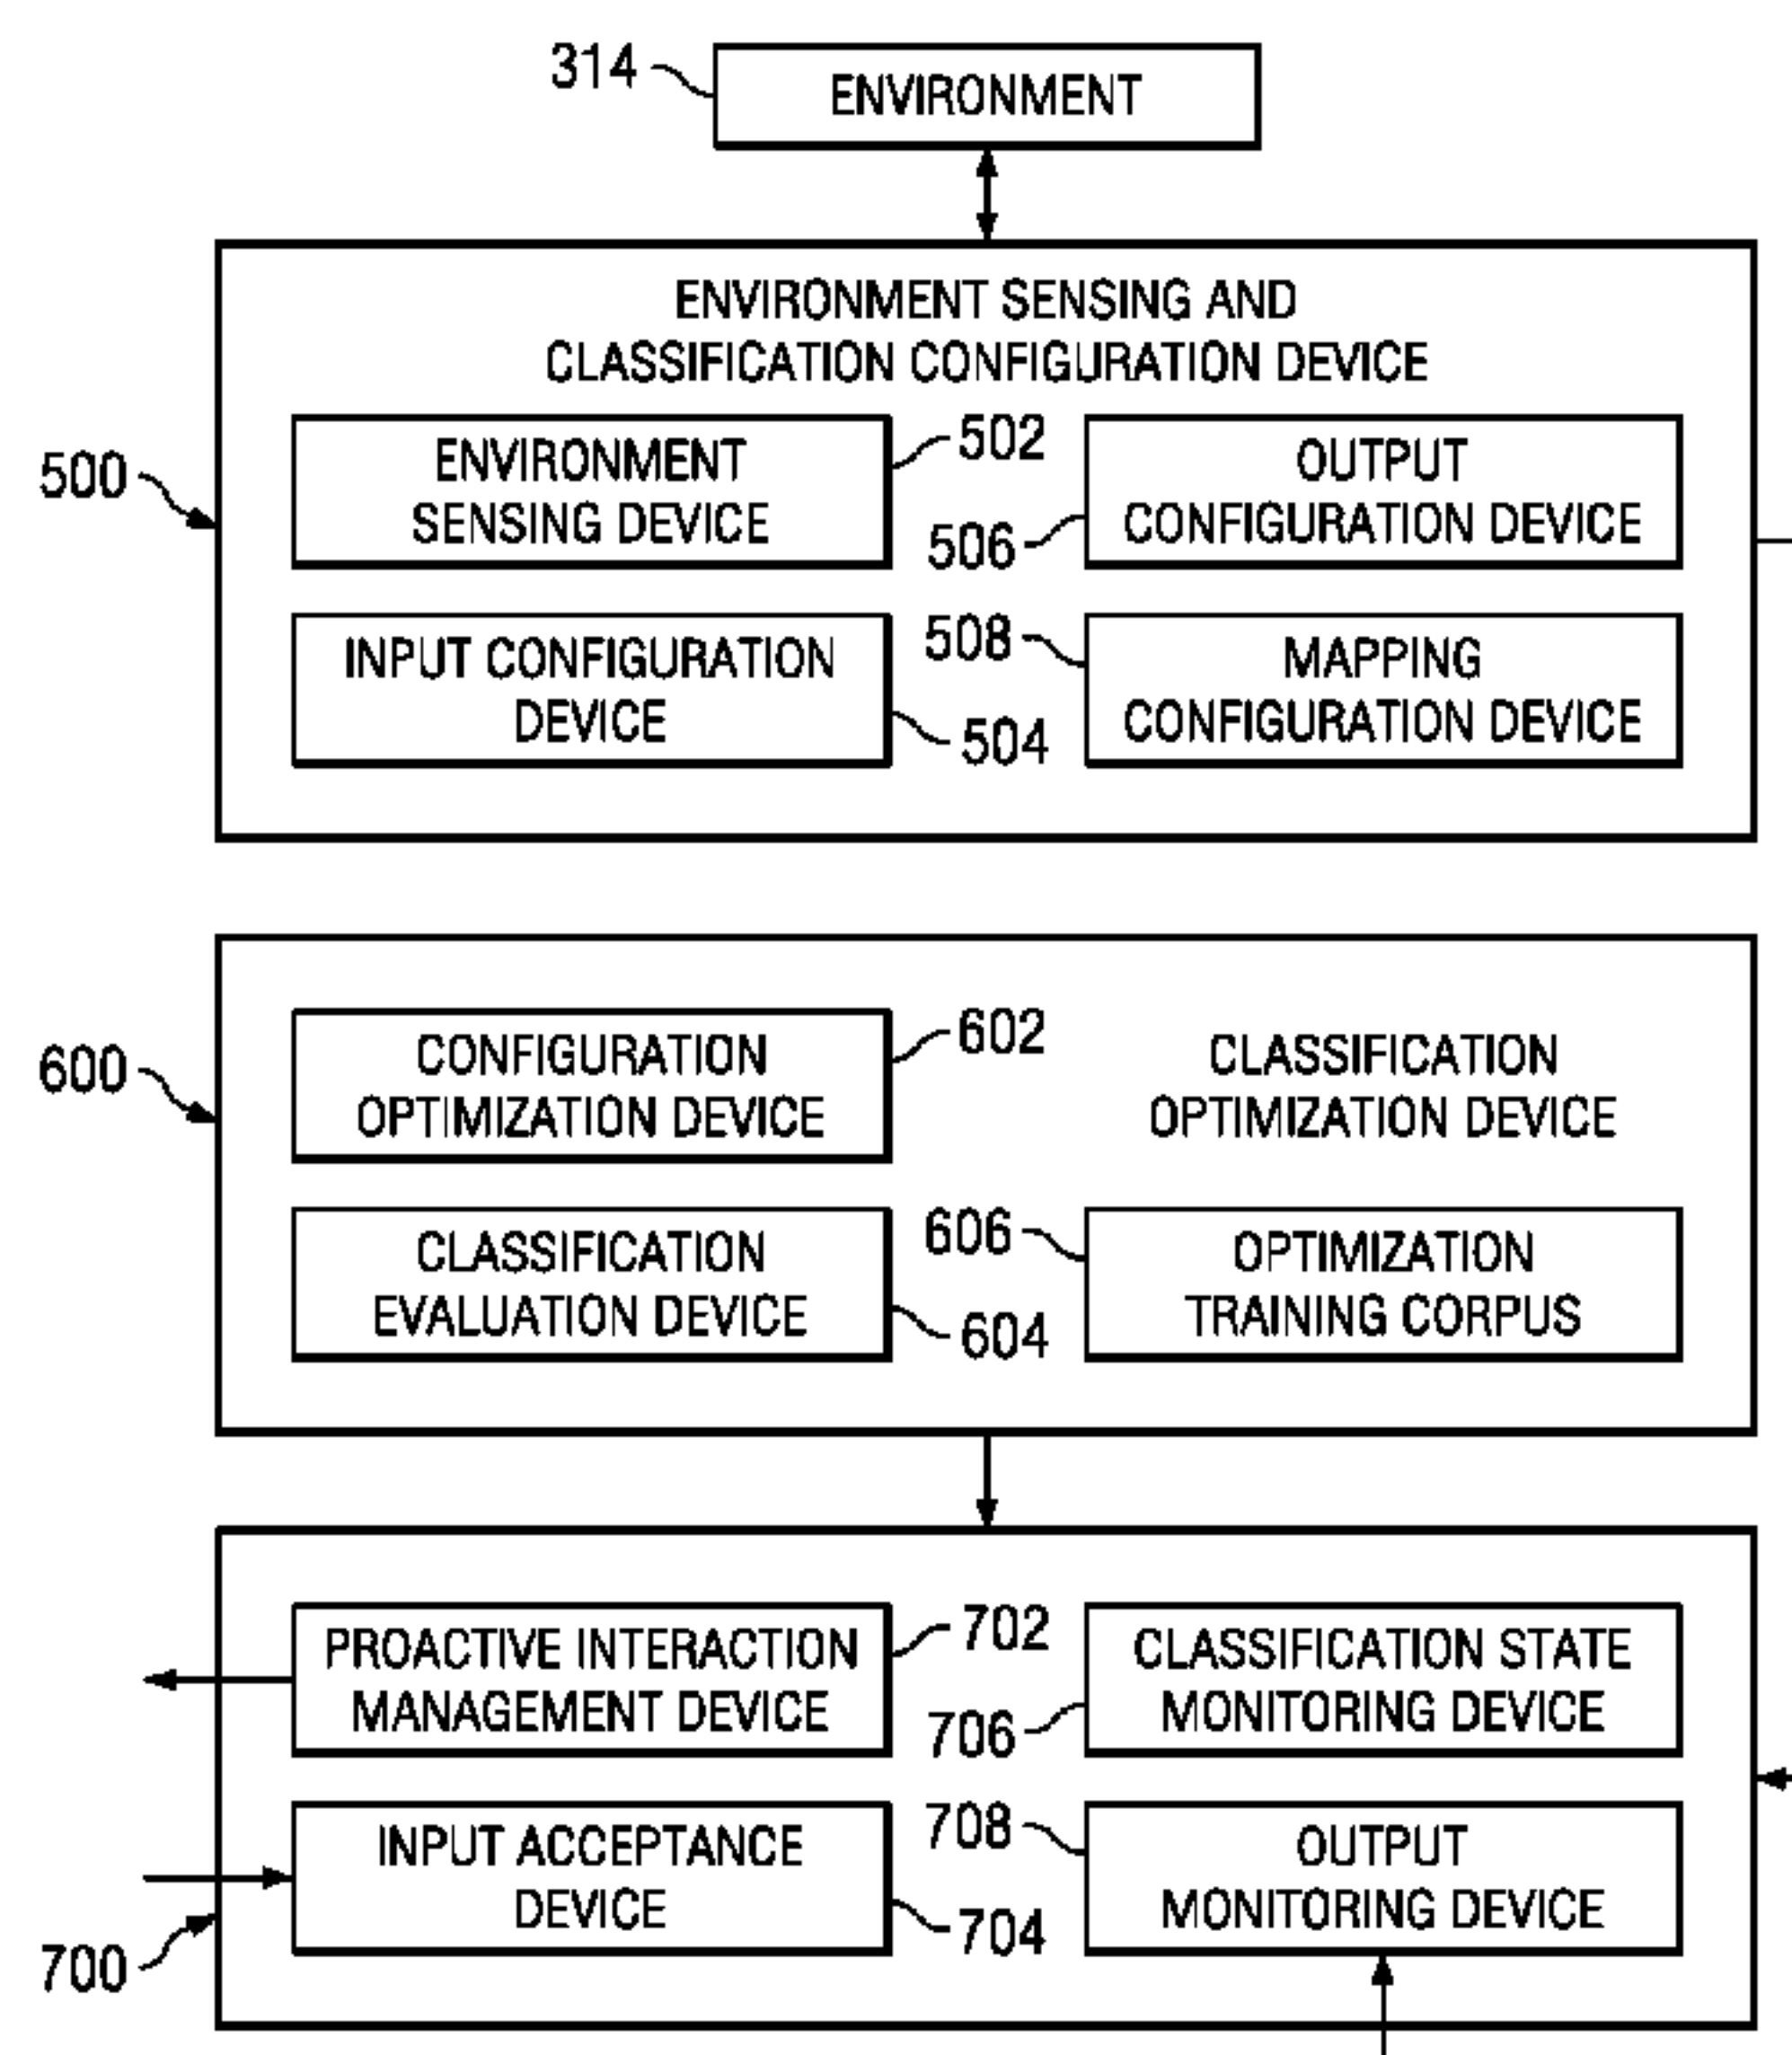 314
ENVIRONMENT
ENVIRONMENT SENSING AND
CLASSIFICATION CONFIGURATION DEVICE
500
ENVIRONMENT
SENSING DEVICE
502
OUTPUT
CONFIGURATION DEVICE
506
INPUT CONFIGURATION
DEVICE
504
508
MAPPING
CONFIGURATION DEVICE
600
CONFIGURATION
OPTIMIZATION DEVICE
602
CLASSIFICATION
OPTIMIZATION DEVICE
CLASSIFICATION
EVALUATION DEVICE
604
606
OPTIMIZATION
TRAINING CORPUS
PROACTIVE INTERACTION
MANAGEMENT DEVICE
702
CLASSIFICATION STATE
MONITORING DEVICE
706
INPUT ACCEPTANCE
DEVICE
704
708
OUTPUT
MONITORING DEVICE
700